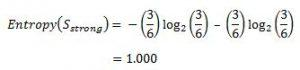 Entropy(S_strong) = − (3/6) log₂ (3/6) − (3/6) log₂ (3/6)
= 1.000